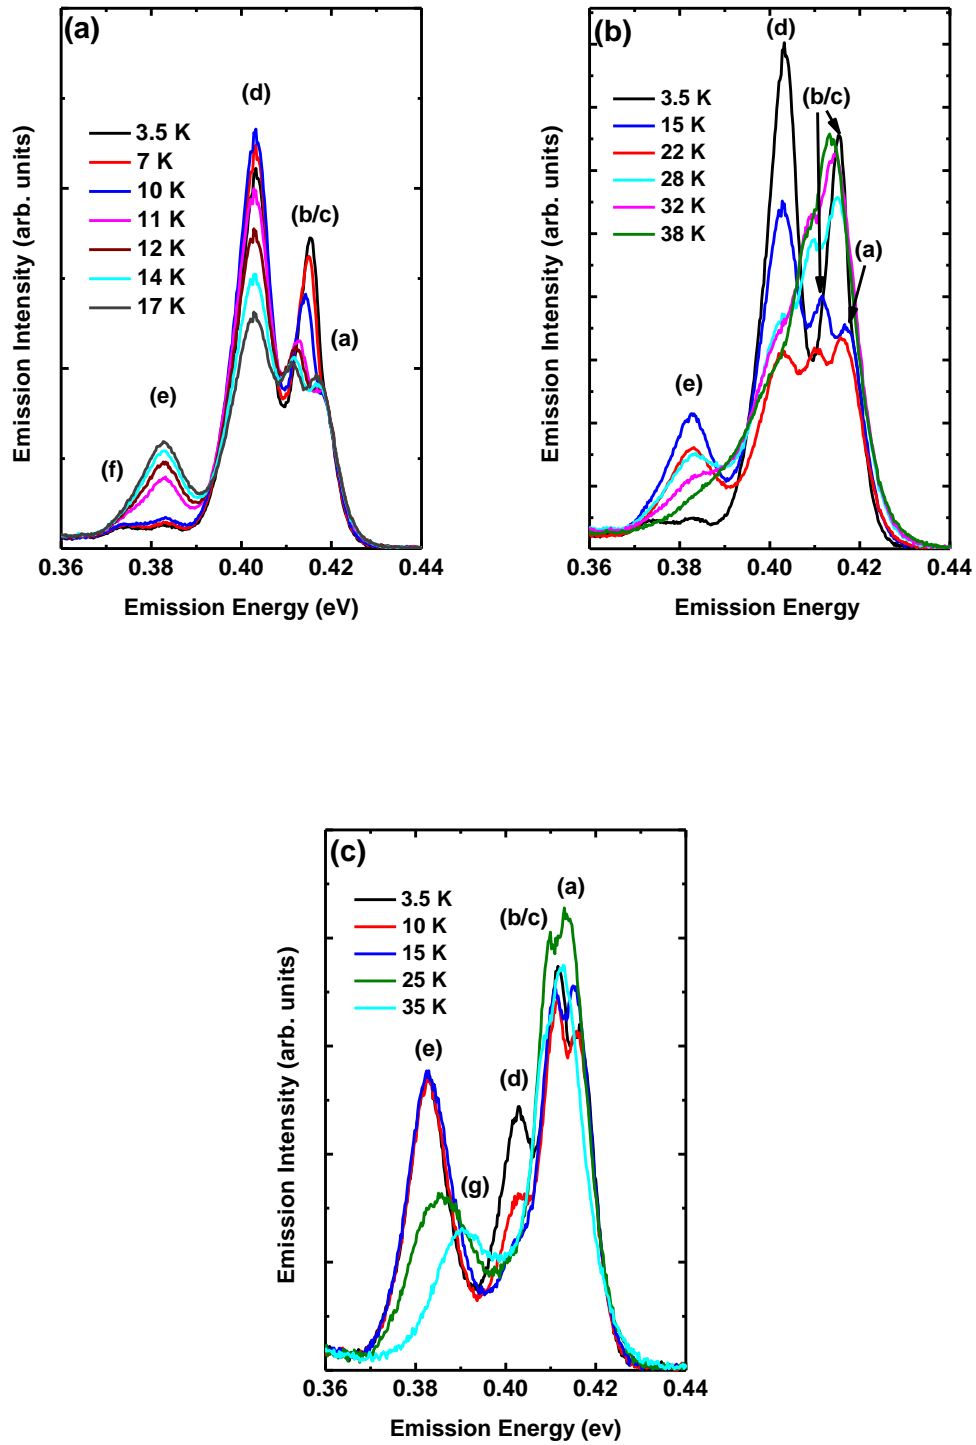 (a)
(d)
3.5 K
7 K
10 K
11 K
12 K
14 K
17 K
(b/c)
(a)
(e)
(f)
Emission Intensity (arb. units)
0.36 0.38 0.40 0.42 0.44
Emission Energy (eV)
(b)
(d)
(b/c)
3.5 K
15 K
22 K
28 K
32 K
38 K
(a)
(e)
Emission Intensity (arb. units)
0.36 0.38 0.40 0.42 0.44
Emission Energy
(c)
(a)
3.5 K
10 K
15 K
25 K
35 K
(b/c)
(e)
(d)
(g)
Emission Intensity (arb. units)
0.36 0.38 0.40 0.42 0.44
Emission Energy (ev)